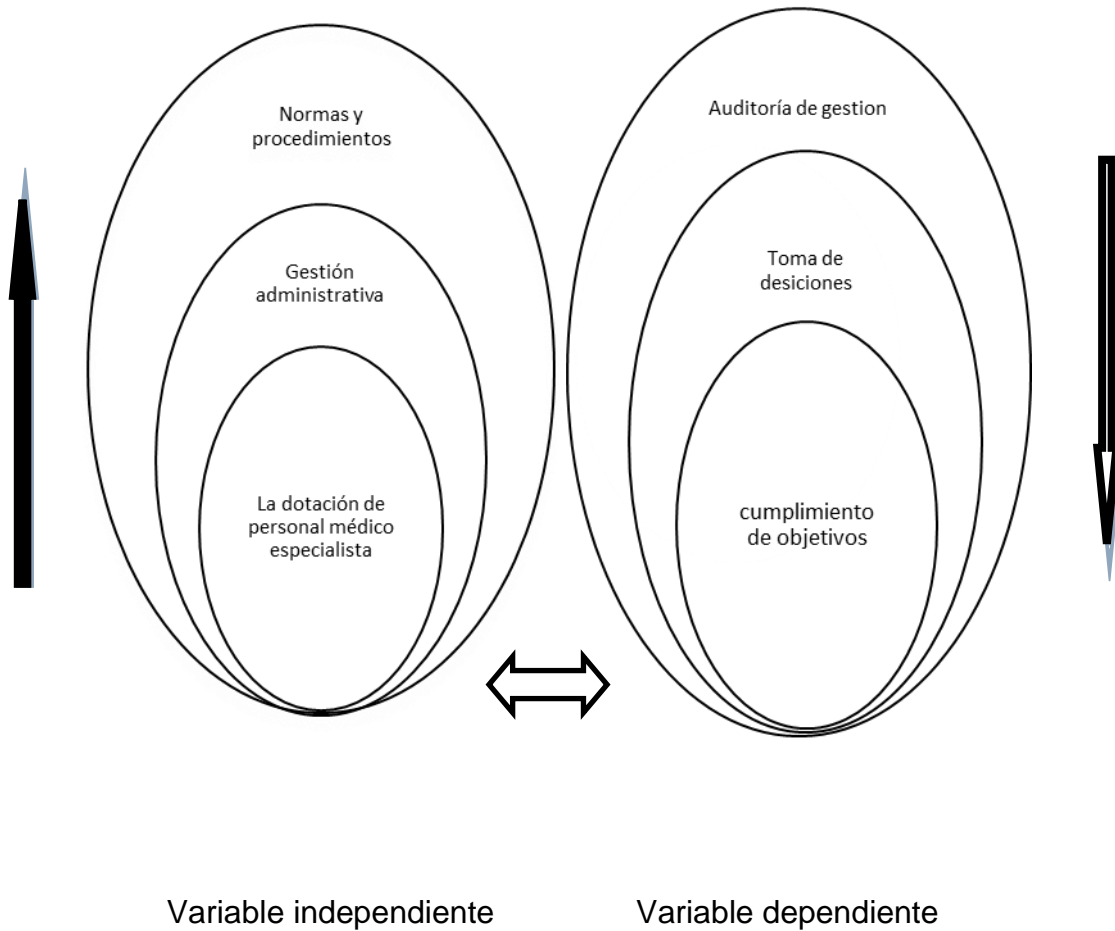 Normas y
procedimientos
Gestión
administrativa
La dotación de
personal médico
especialista
Auditoría de gestion
Toma de
desiciones
cumplimiento
de objetivos
Variable independiente
Variable dependiente